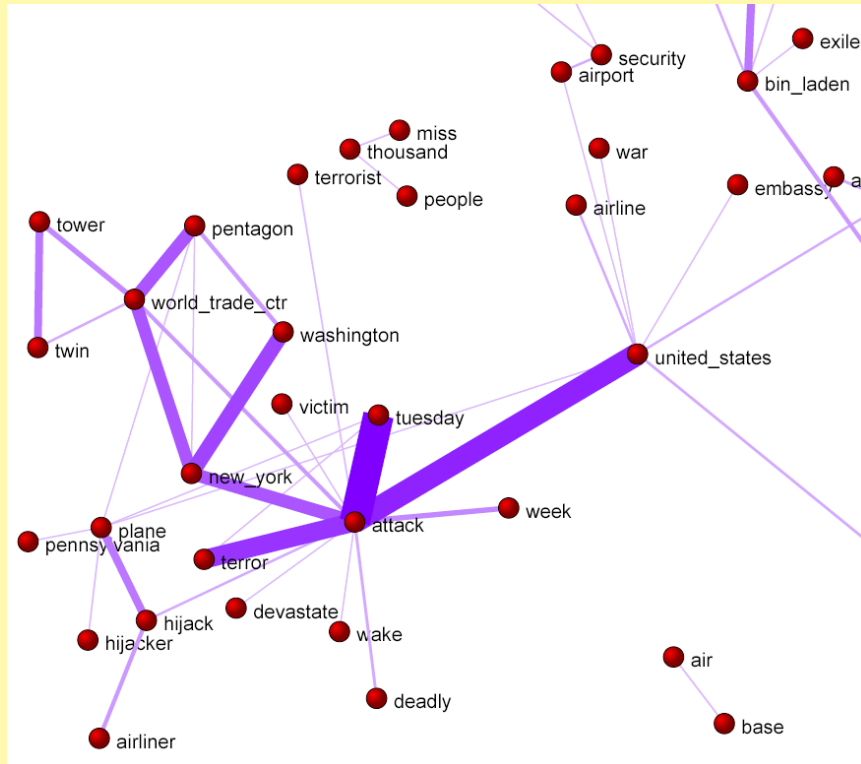 exile
security
airport
bin_laden
miss
thousand
war
terrorist
embassy
a
people
airline
tower
pentagon
world_trade_ctr
washington
twin
united_states
victim
tuesday
new_york
week
attack
plane
pennsylvania
terror
devastate
hijack
wake
hijacker
air
deadly
base
airliner